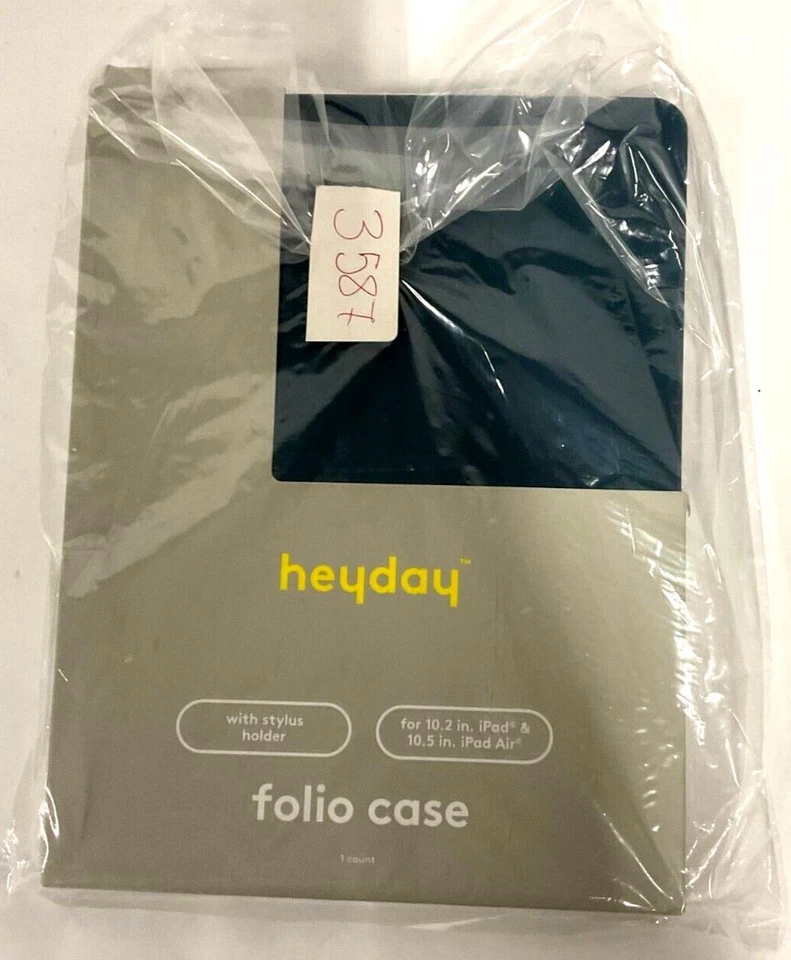 3587
heyday™
with stylus
holder
for 10.2 in. iPad® &
10.5 in. iPad Air®
folio case
1 count